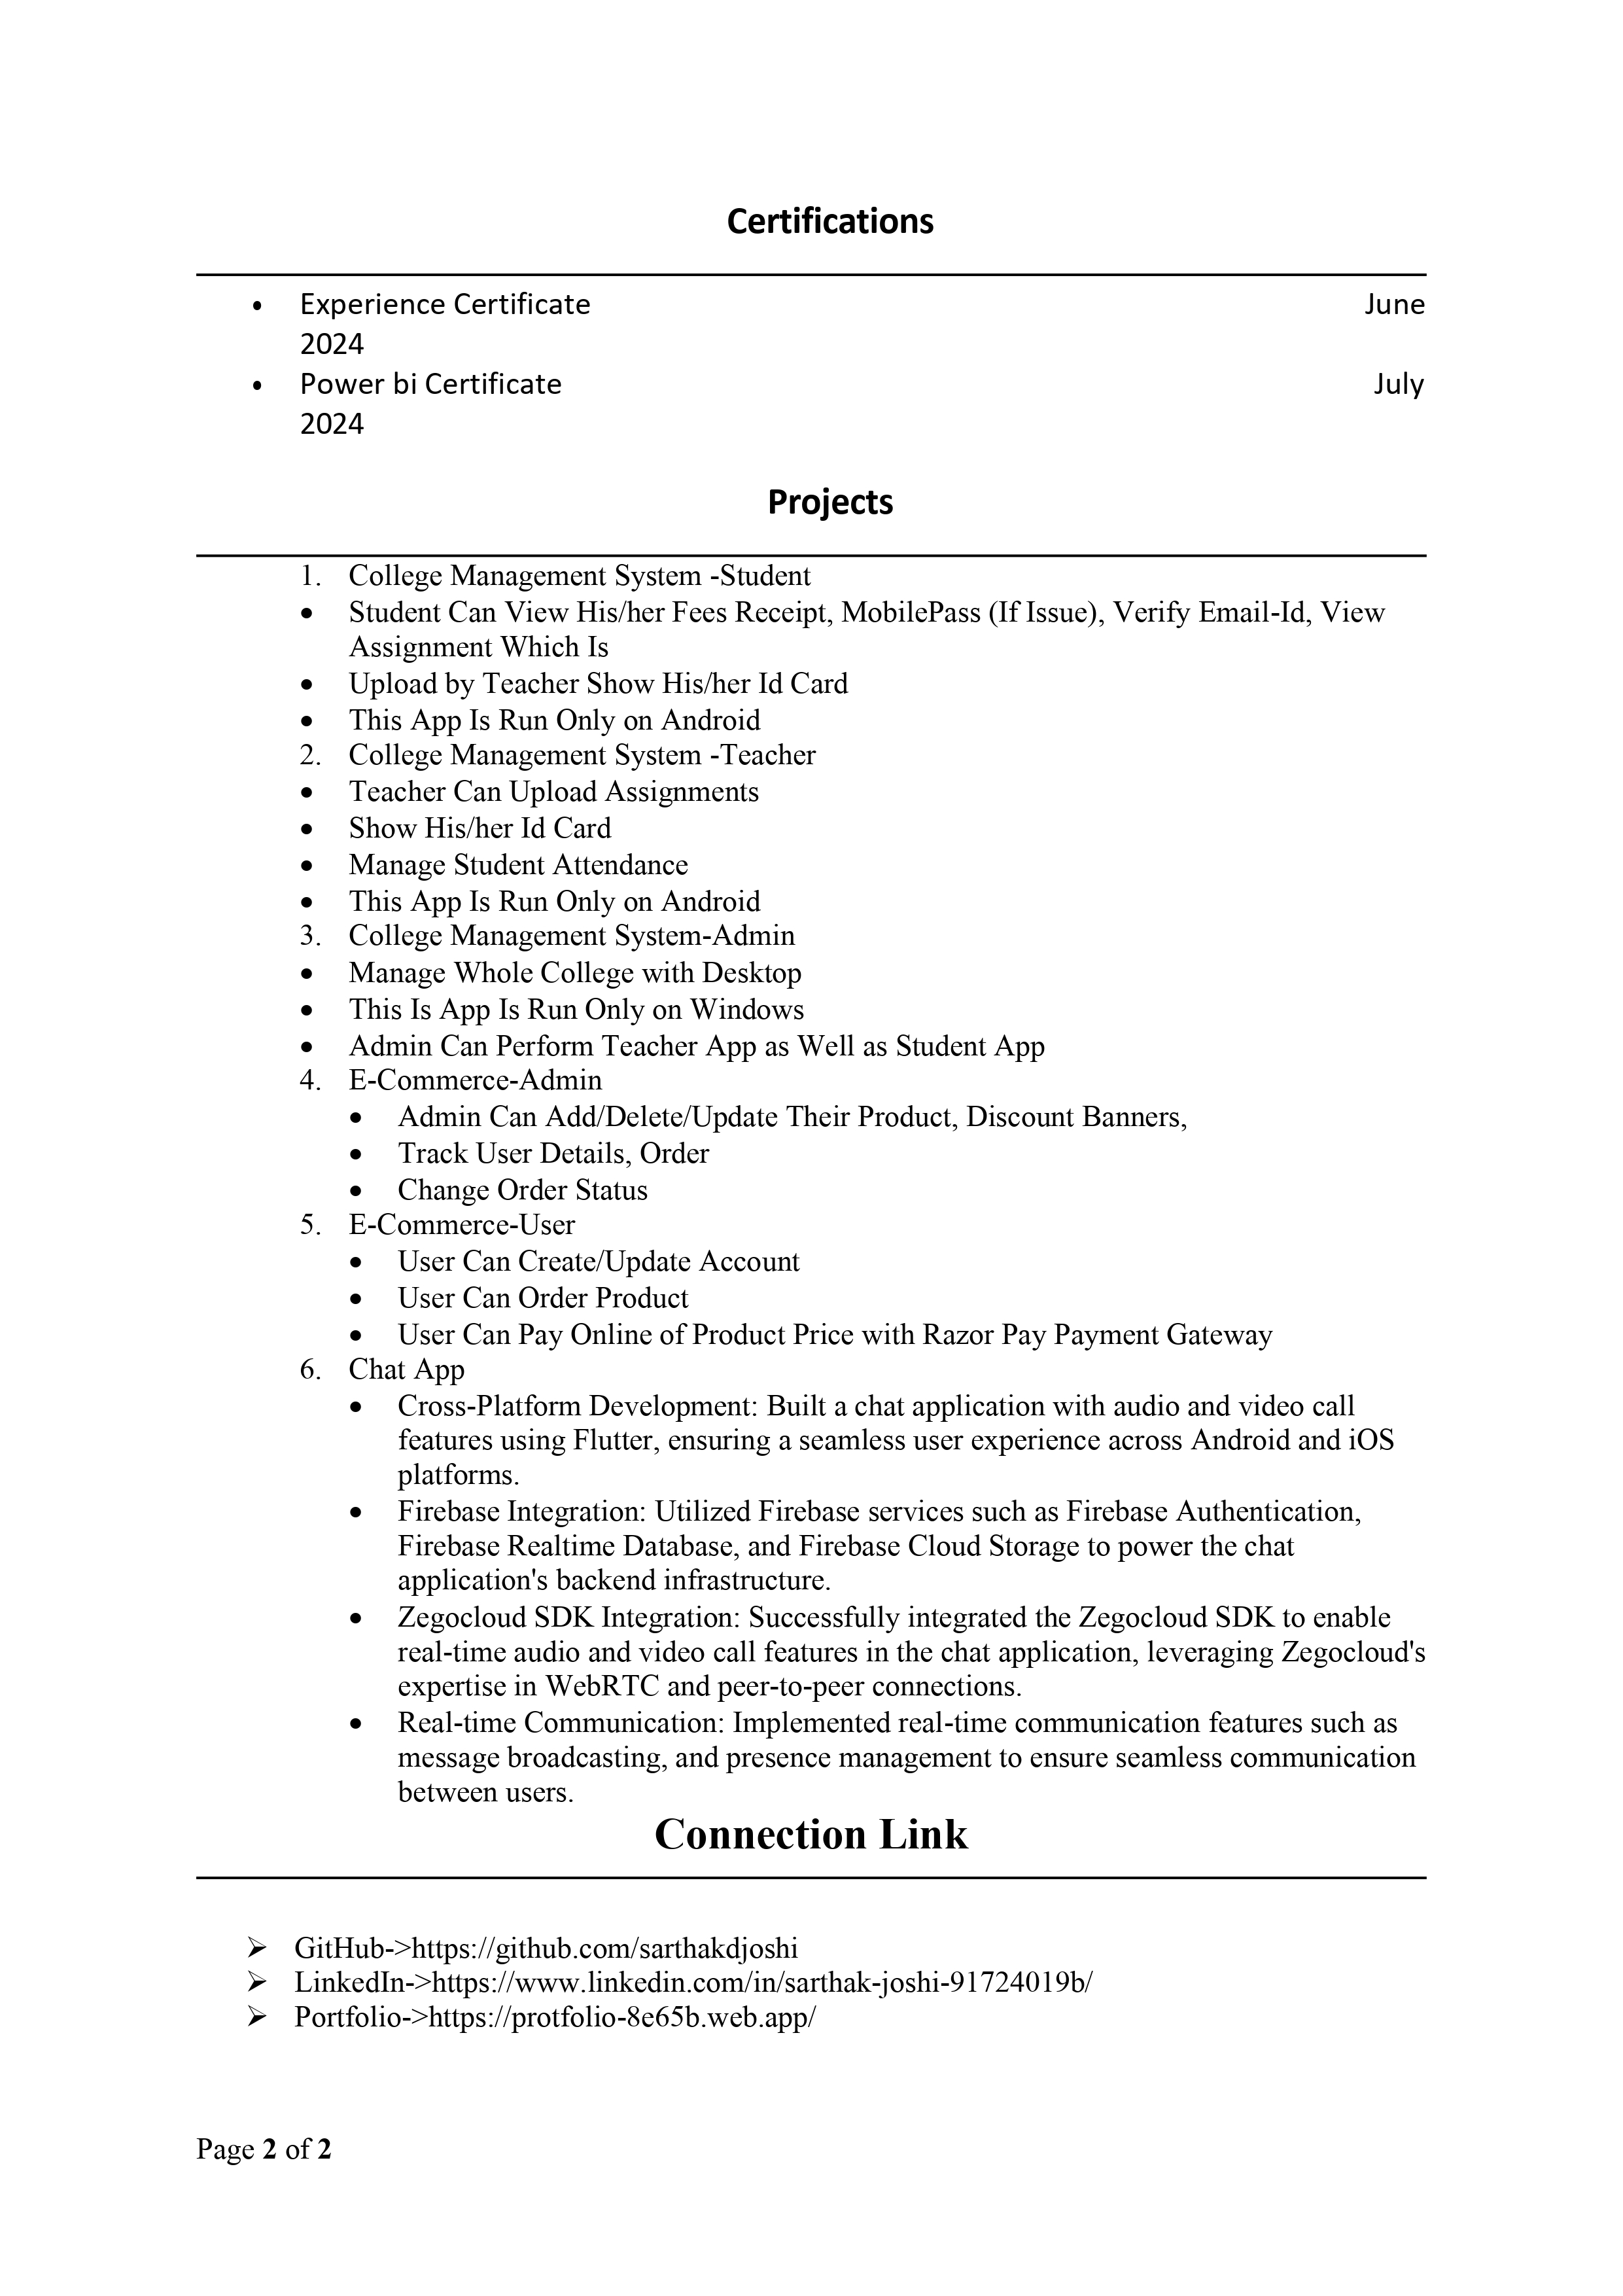 Certifications
• Experience Certificate June
2024
• Power bi Certificate July
2024
Projects
1. College Management System -Student
• Student Can View His/her Fees Receipt, MobilePass (If Issue), Verify Email-Id, View
Assignment Which Is
• Upload by Teacher Show His/her Id Card
• This App Is Run Only on Android
2. College Management System -Teacher
• Teacher Can Upload Assignments
• Show His/her Id Card
• Manage Student Attendance
• This App Is Run Only on Android
3. College Management System-Admin
• Manage Whole College with Desktop
• This Is App Is Run Only on Windows
• Admin Can Perform Teacher App as Well as Student App
4. E-Commerce-Admin
• Admin Can Add/Delete/Update Their Product, Discount Banners,
• Track User Details, Order
• Change Order Status
5. E-Commerce-User
• User Can Create/Update Account
• User Can Order Product
• User Can Pay Online of Product Price with Razor Pay Payment Gateway
6. Chat App
• Cross-Platform Development: Built a chat application with audio and video call
features using Flutter, ensuring a seamless user experience across Android and iOS
platforms.
• Firebase Integration: Utilized Firebase services such as Firebase Authentication,
Firebase Realtime Database, and Firebase Cloud Storage to power the chat
application's backend infrastructure.
• Zegocloud SDK Integration: Successfully integrated the Zegocloud SDK to enable
real-time audio and video call features in the chat application, leveraging Zegocloud's
expertise in WebRTC and peer-to-peer connections.
• Real-time Communication: Implemented real-time communication features such as
message broadcasting, and presence management to ensure seamless communication
between users.
Connection Link
➢ GitHub->https://github.com/sarthakdjoshi
➢ LinkedIn->https://www.linkedin.com/in/sarthak-joshi-91724019b/
➢ Portfolio->https://protfolio-8e65b.web.app/
Page 2 of 2